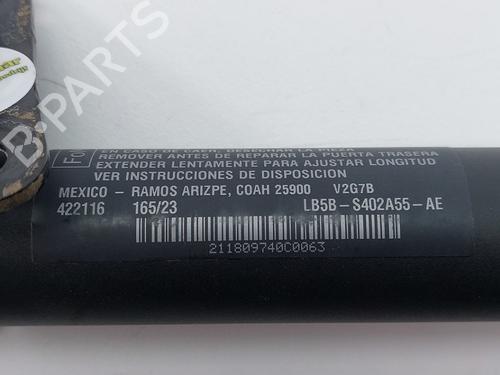 B-PARTS
FO
EN CASO DE CAER, DESECHAR LA PIEZA
REMOVER ANTES DE REPARAR LA PUERTA TRASERA
EXTENDER LENTAMENTE PARA AJUSTAR LONGITUD
VER INSTRUCCIONES DE DISPOSICION
MEXICO - RAMOS ARIZPE, COAH 25900 V2G7B
422116 165/23 LB5B-S402A55-AE
211809740C0063